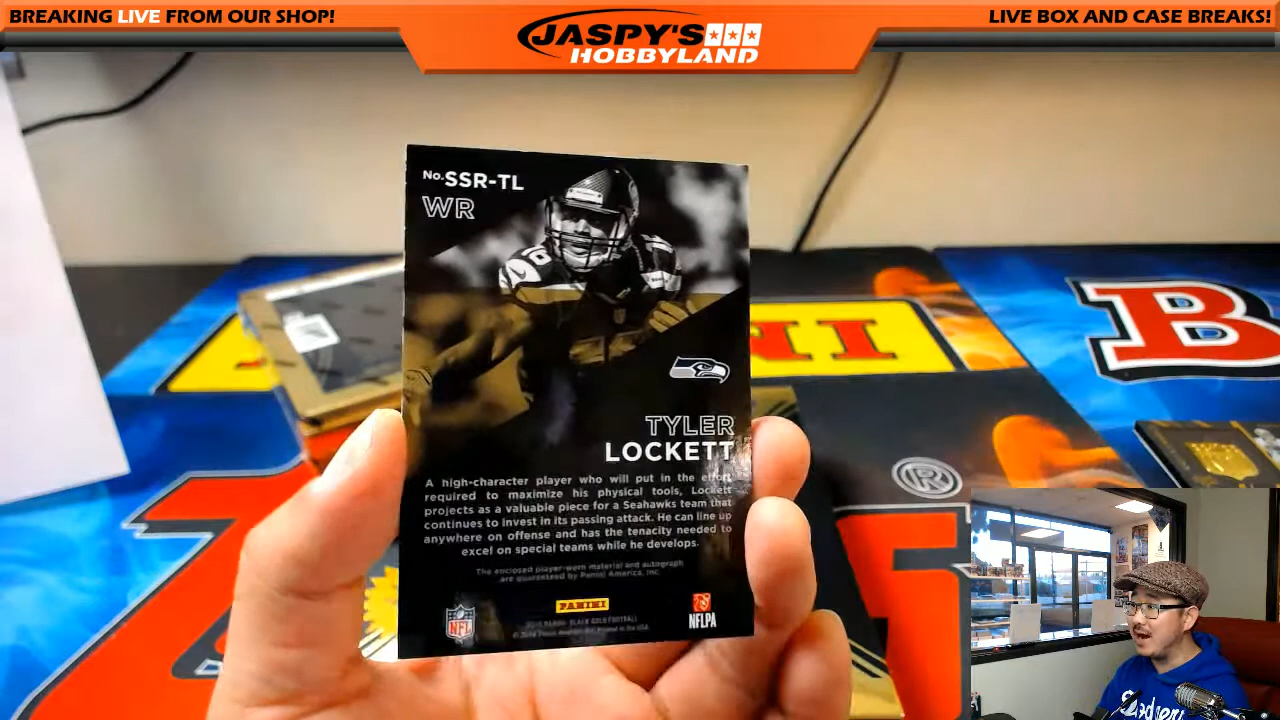 BREAKING LIVE FROM OUR SHOP!
JASPY'S
HOBBYLAND
LIVE BOX AND CASE BREAKS!
No.SSR-TL
WR
TYLER
LOCKETT
A high-character player who will put in the effort
required to maximize his physical tools, Lockett
projects as a valuable piece for a Seahawks team that
continues to invest in its passing attack. He can line up
anywhere on offense and has the tenacity needed to
excel on special teams while he develops.
The enclosed player-worn material and autograph
are guaranteed by Panini America, Inc.
PANINI
NFL
NFLPA
B
®
Dodgers